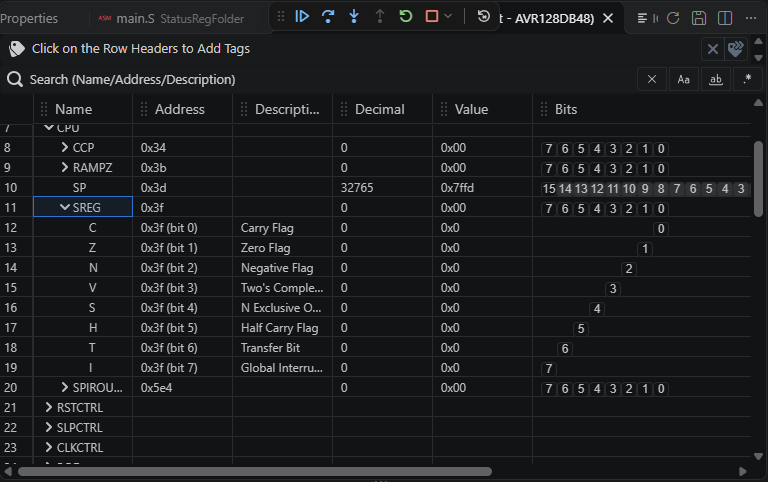 Properties ASM main.S StatusRegFolder t - AVR128DB48)
Click on the Row Headers to Add Tags
Search (Name/Address/Description) Aa ab .*
Name Address Descripti... Decimal Value Bits
7 CPU
8 CCP 0x34 0 0x00 7 6 5 4 3 2 1 0
9 RAMPZ 0x3b 0 0x00 7 6 5 4 3 2 1 0
10 SP 0x3d 32765 0x7ffd 15 14 13 12 11 10 9 8 7 6 5 4 3
11 SREG 0x3f 0 0x00 7 6 5 4 3 2 1 0
12 C 0x3f (bit 0) Carry Flag 0 0x0 0
13 Z 0x3f (bit 1) Zero Flag 0 0x0 1
14 N 0x3f (bit 2) Negative Flag 0 0x0 2
15 V 0x3f (bit 3) Two's Comple... 0 0x0 3
16 S 0x3f (bit 4) N Exclusive O... 0 0x0 4
17 H 0x3f (bit 5) Half Carry Flag 0 0x0 5
18 T 0x3f (bit 6) Transfer Bit 0 0x0 6
19 I 0x3f (bit 7) Global Interru... 0 0x0 7
20 SPIROU... 0x5e4 0 0x00 7 6 5 4 3 2 1 0
21 RSTCTRL
22 SLPCTRL
23 CLKCTRL